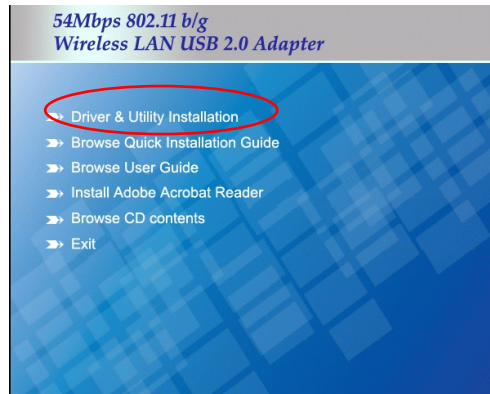 54Mbps 802.11 b/g
Wireless LAN USB 2.0 Adapter
Driver & Utility Installation
Browse Quick Installation Guide
Browse User Guide
Install Adobe Acrobat Reader
Browse CD contents
Exit